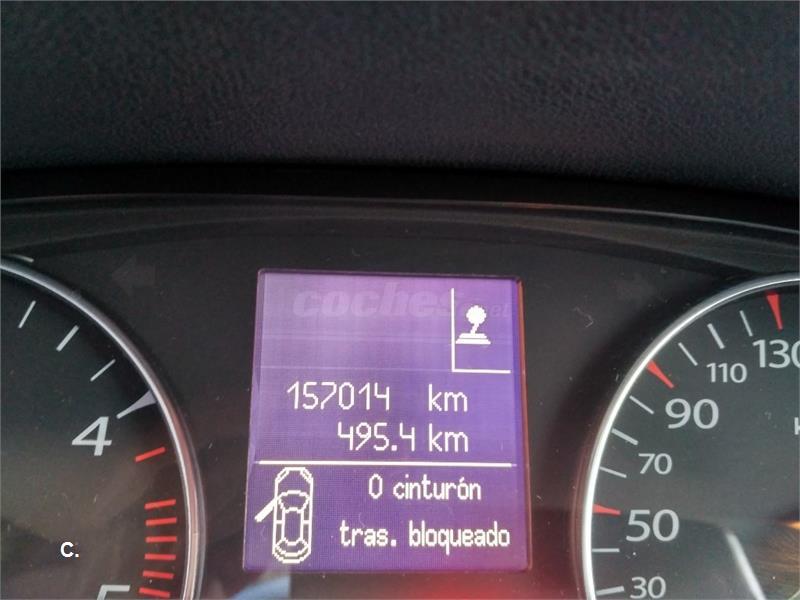 coches.net
157014 km
495.4 km
0 cinturón
tras. bloqueado
4
5
30
50
70
90
110
130
K
C.